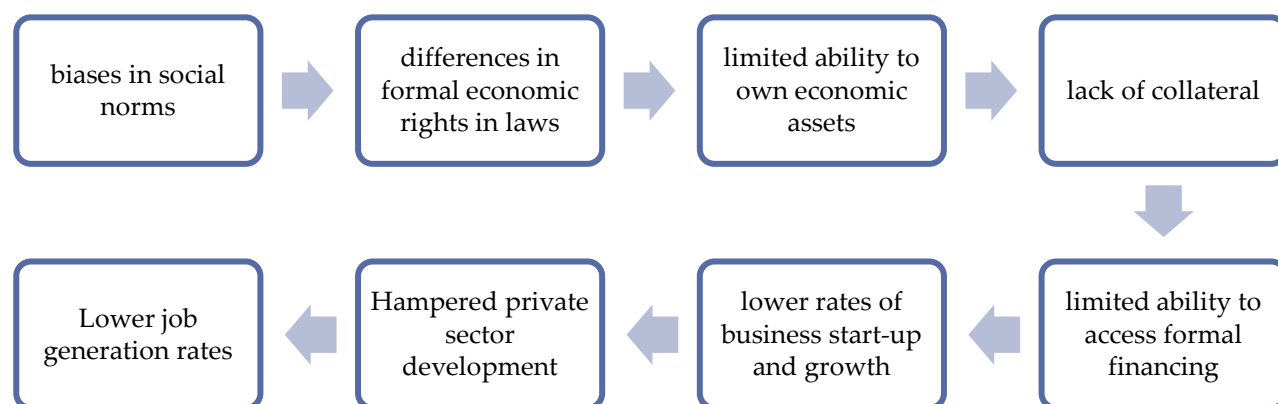 biases in social
norms
differences in
formal economic
rights in laws
limited ability to
own economic
assets
lack of collateral
limited ability to
access formal
financing
lower rates of
business start-up
and growth
Hampered private
sector
development
Lower job
generation rates